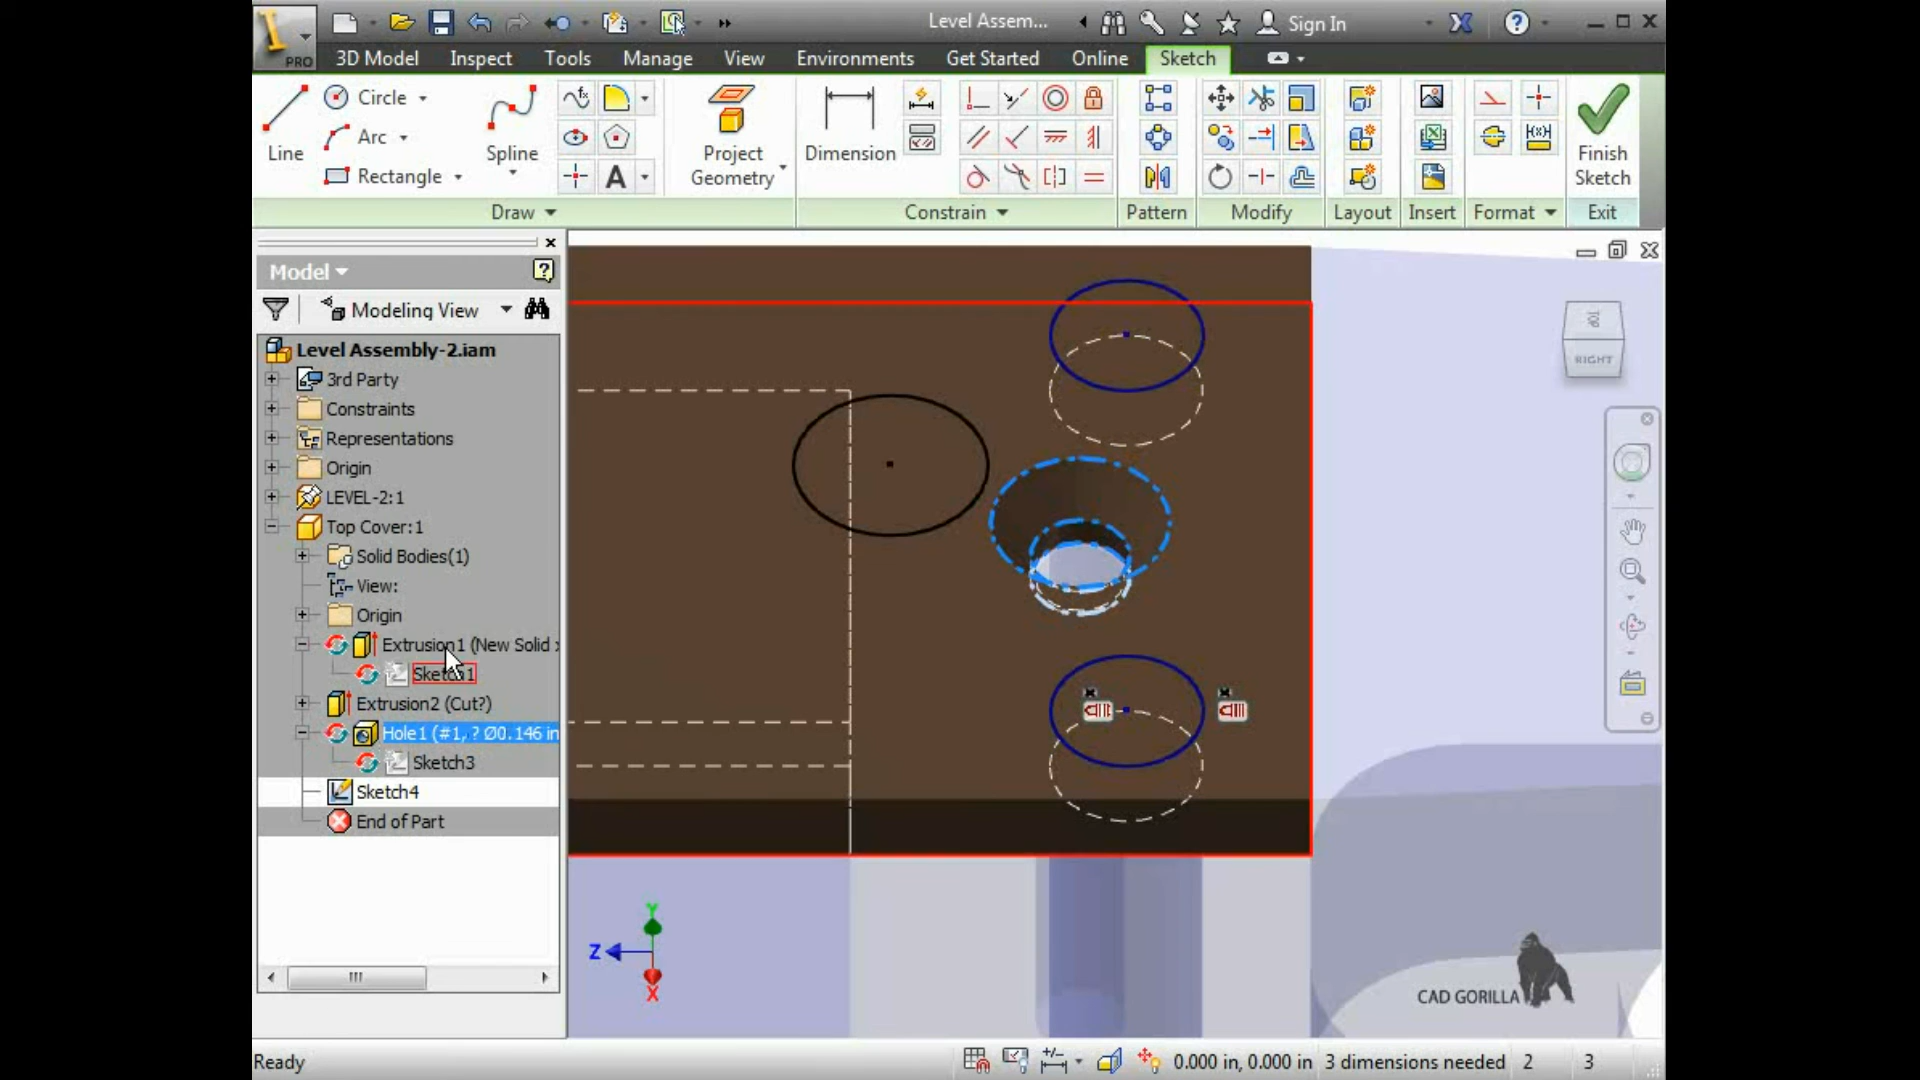 Level Assem...
Sign In
PRO
3D Model
Inspect
Tools
Manage
View
Environments
Get Started
Online
Sketch
Line
Circle
Arc
Rectangle
Spline
A
Project
Geometry
Dimension
Finish
Sketch
Draw
Constrain
Pattern
Modify
Layout
Insert
Format
Exit
Model
Modeling View
Level Assembly-2.iam
3rd Party
Constraints
Representations
Origin
LEVEL-2:1
Top Cover:1
Solid Bodies(1)
View:
Origin
Extrusion1 (New Solid x
Sketch1
Extrusion2 (Cut?)
Hole1 (#1, ? Ø0.146 in
Sketch3
Sketch4
End of Part
TOP
RIGHT
Y
Z
X
CAD GORILLA
Ready
0.000 in, 0.000 in
3 dimensions needed
2
3